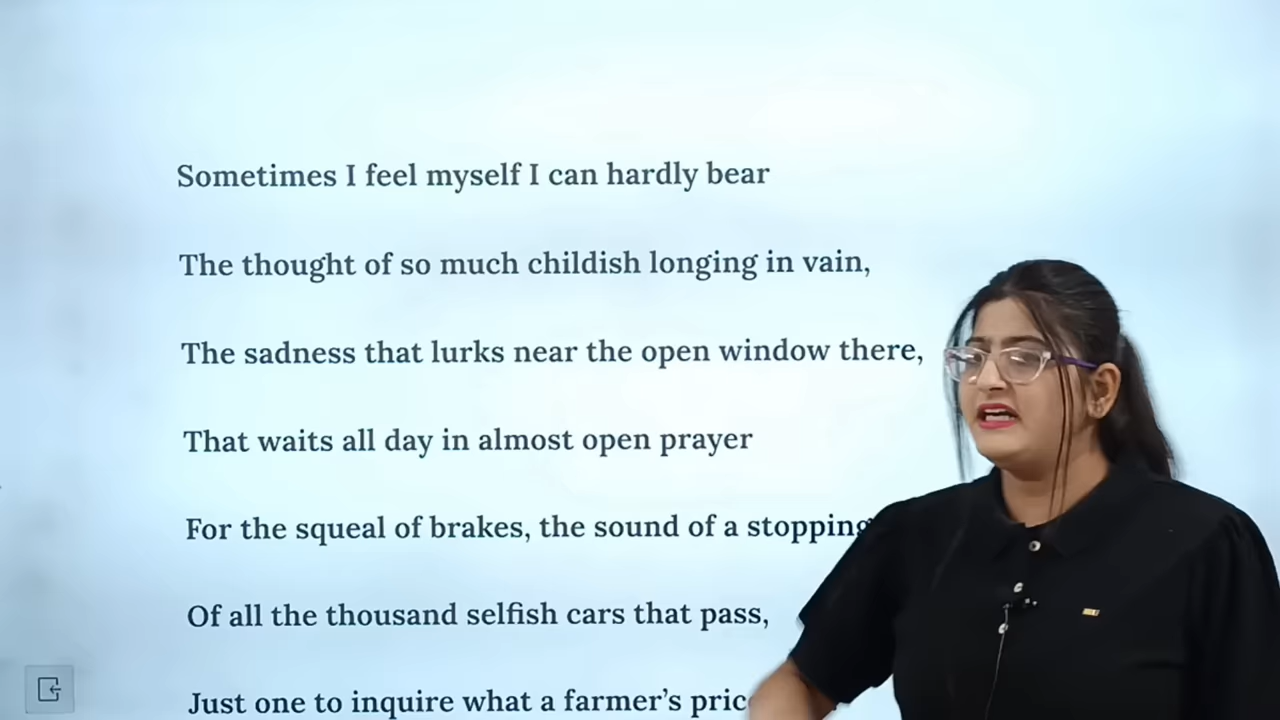 Sometimes I feel myself I can hardly bear
The thought of so much childish longing in vain,
The sadness that lurks near the open window there,
That waits all day in almost open prayer
For the squeal of brakes, the sound of a stopping
Of all the thousand selfish cars that pass,
Just one to inquire what a farmer's